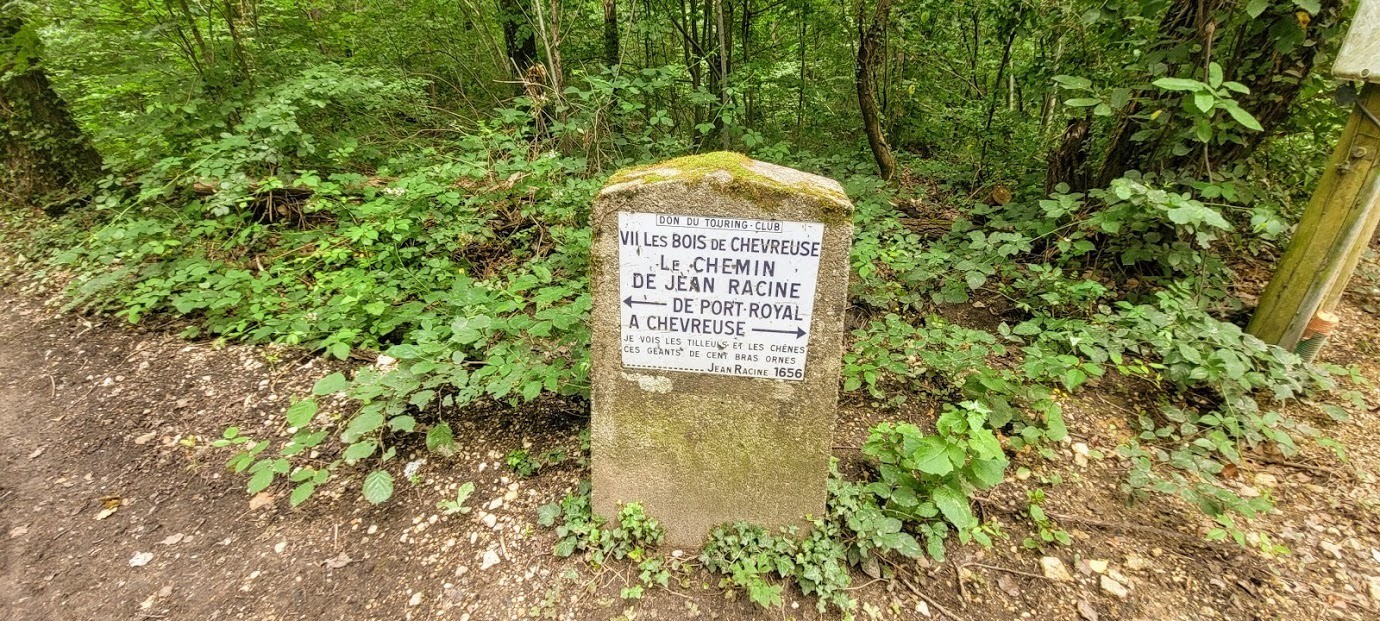 DON DU TOURING-CLUB
VII LES BOIS DE CHEVREUSE
LE CHEMIN
DE JEAN RACINE
← DE PORT-ROYAL
A CHEVREUSE →
JE VOIS LES TILLEULS ET LES CHÊNES
CES GÉANTS DE CENT BRAS ORNÉS
JEAN RACINE 1656